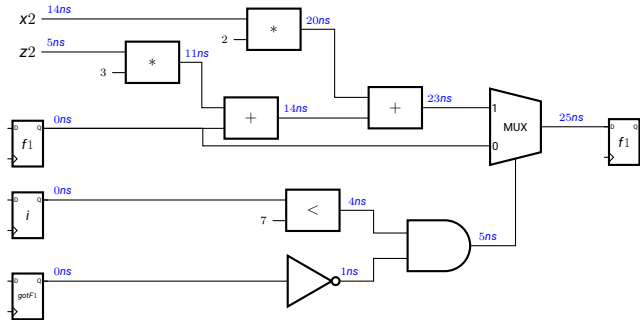 x2 14ns * 20ns
2
z2 5ns * 11ns
3
+ 14ns
+ 23ns
D Q f1 0ns
1 MUX 0
25ns
D Q f1
D Q i 0ns
7 < 4ns
5ns
D Q gotF1 0ns
1ns